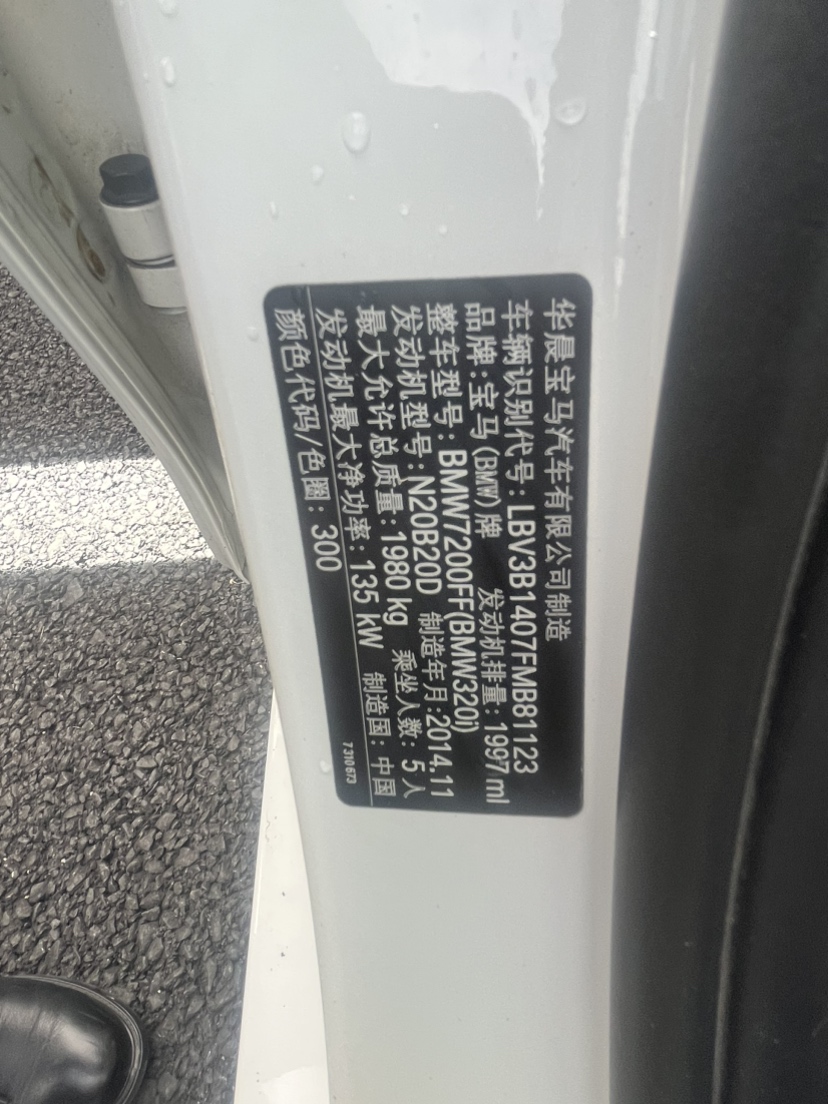 华晨宝马汽车有限公司制造
车辆识别代号：LBV3B1407FMB81123
品牌：宝马(BMW)牌 发动机排量：1997ml
整车型号：BMW7200FF(BMW320i)
发动机型号：N20B20D 制造年月：2014.11
最大允许总质量：1980kg 乘坐人数：5人
发动机最大净功率：135 kW 制造国：中国
颜色代码/色圈：300
7310673